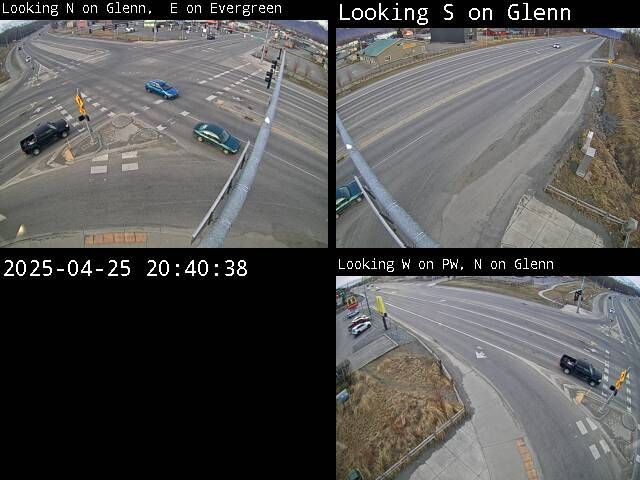 Looking N on Glenn,  E on Evergreen
Looking S on Glenn
2025-04-25 20:40:38
Looking W on PW, N on Glenn